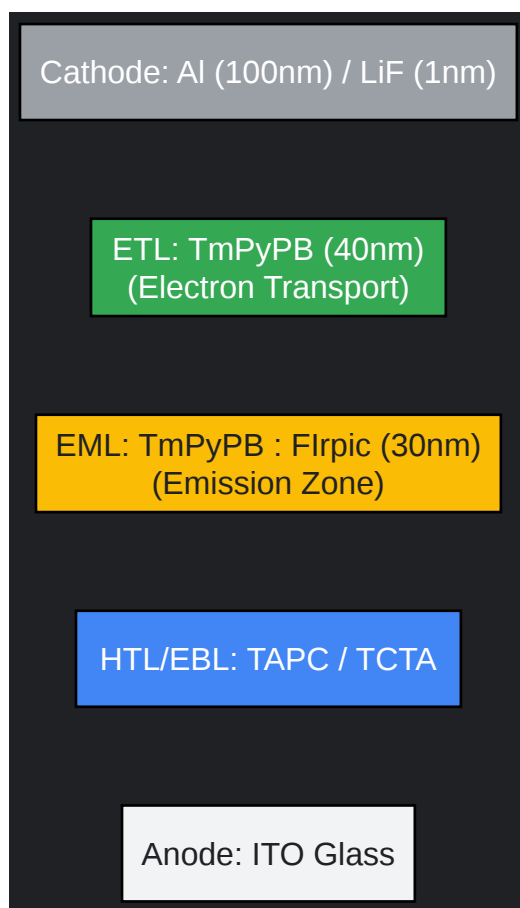 Cathode: Al (100nm) / LiF (1nm)
ETL: TmPyPB (40nm)
(Electron Transport)
EML: TmPyPB : FIrpic (30nm)
(Emission Zone)
HTL/EBL: TAPC / TCTA
Anode: ITO Glass